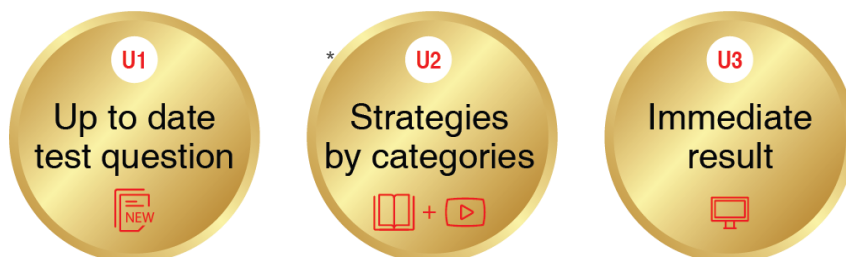 U1
Up to date
test question
NEW
*
U2
Strategies
by categories
+
U3
Immediate
result